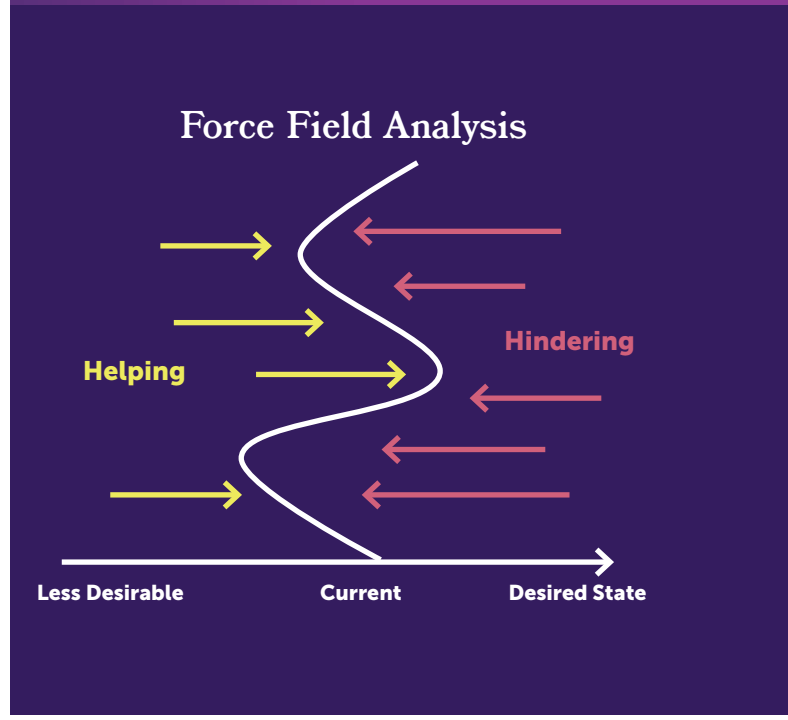 Force Field Analysis
Hindering
Helping
Less Desirable
Current
Desired State